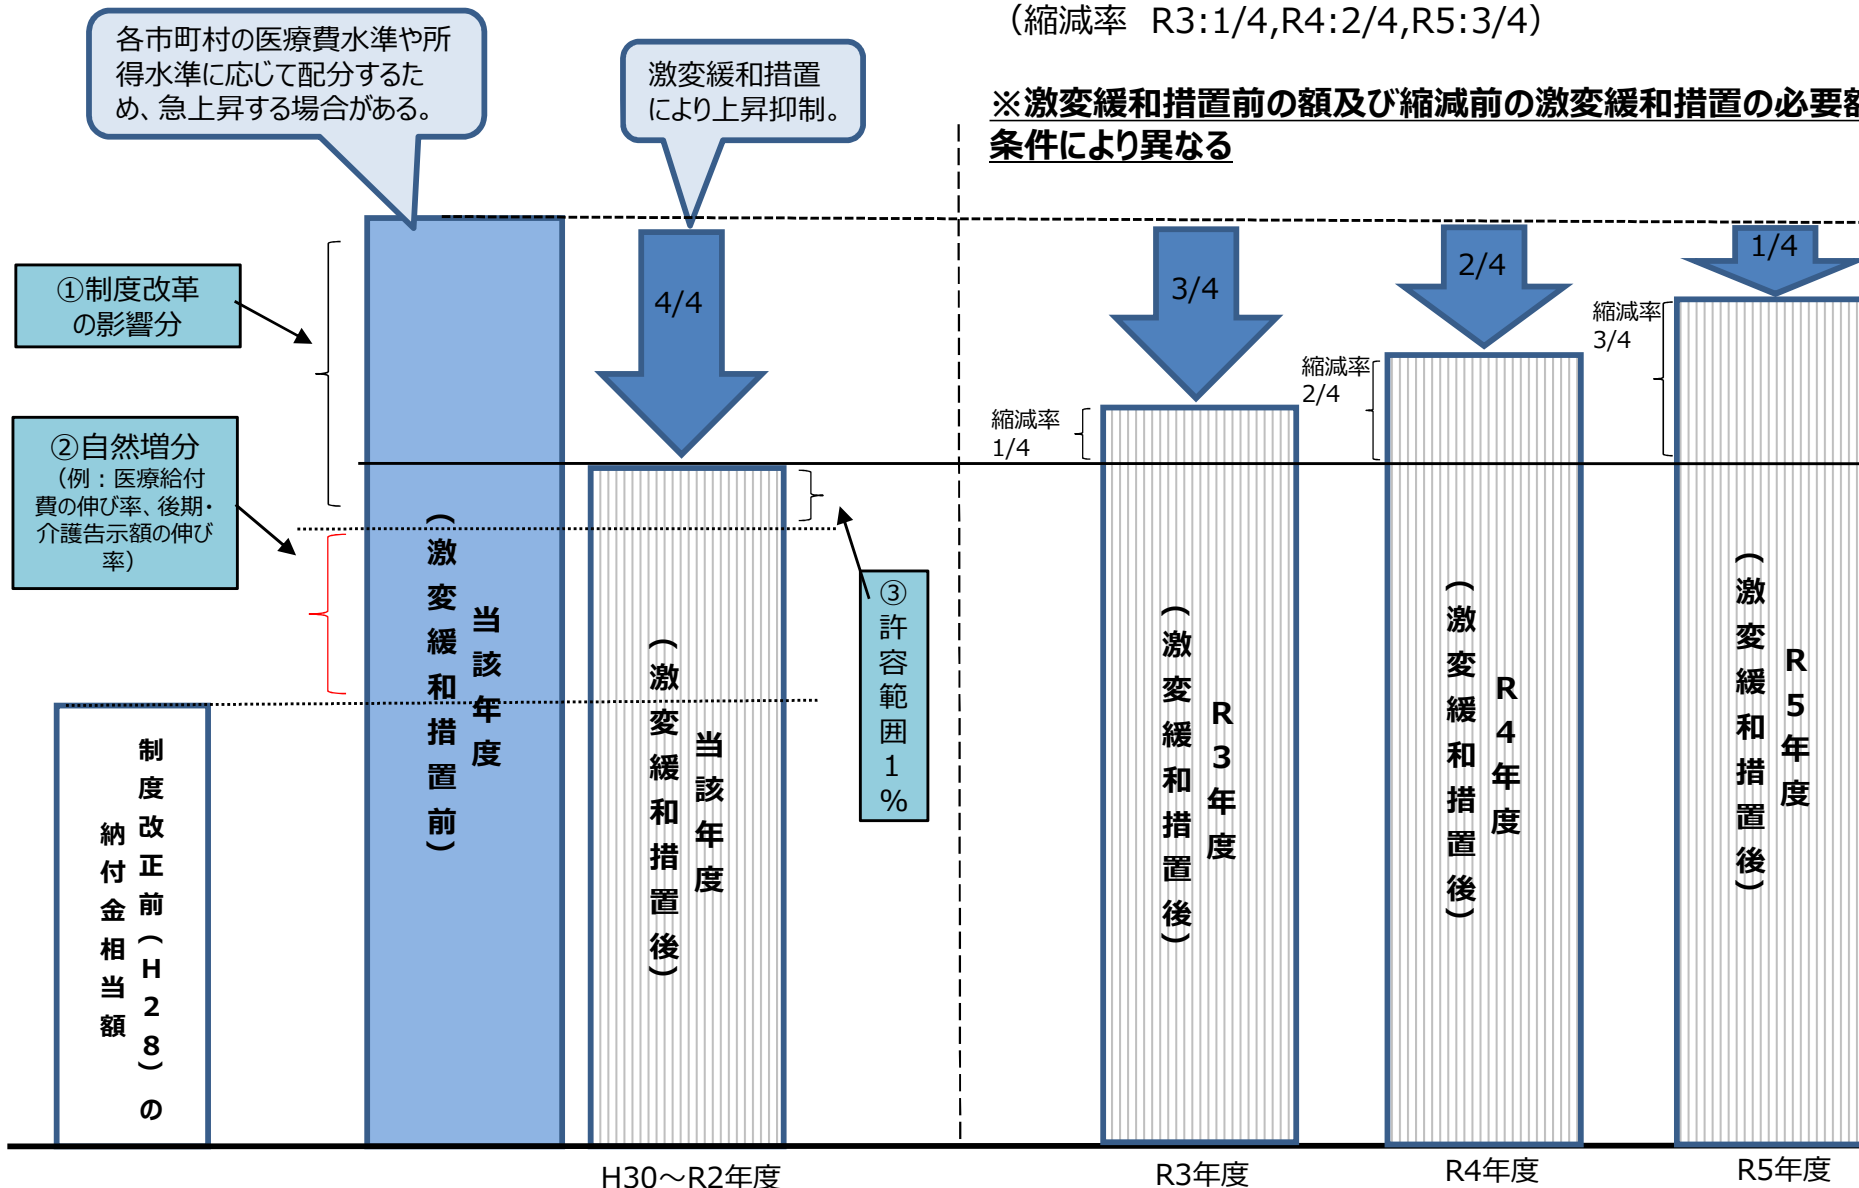 （縮減率 R3:1/4,R4:2/4,R5:3/4）
※激変緩和措置前の額及び縮減前の激変緩和措置の必要額
条件により異なる
各市町村の医療費水準や所
得水準に応じて配分するた
め、急上昇する場合がある。
激変緩和措置
により上昇抑制。
①制度改革
の影響分
②自然増分
（例：医療給付
費の伸び率、後期・
介護告示額の伸び
率）
4/4
3/4
2/4
1/4
縮減率
1/4
縮減率
2/4
縮減率
3/4
③許容範囲1%
制度改正前（H28）の
納付金相当額
当該年度
（激変緩和措置前）
当該年度
（激変緩和措置後）
R3年度
（激変緩和措置後）
R4年度
（激変緩和措置後）
R5年度
（激変緩和措置後）
H30～R2年度
R3年度
R4年度
R5年度